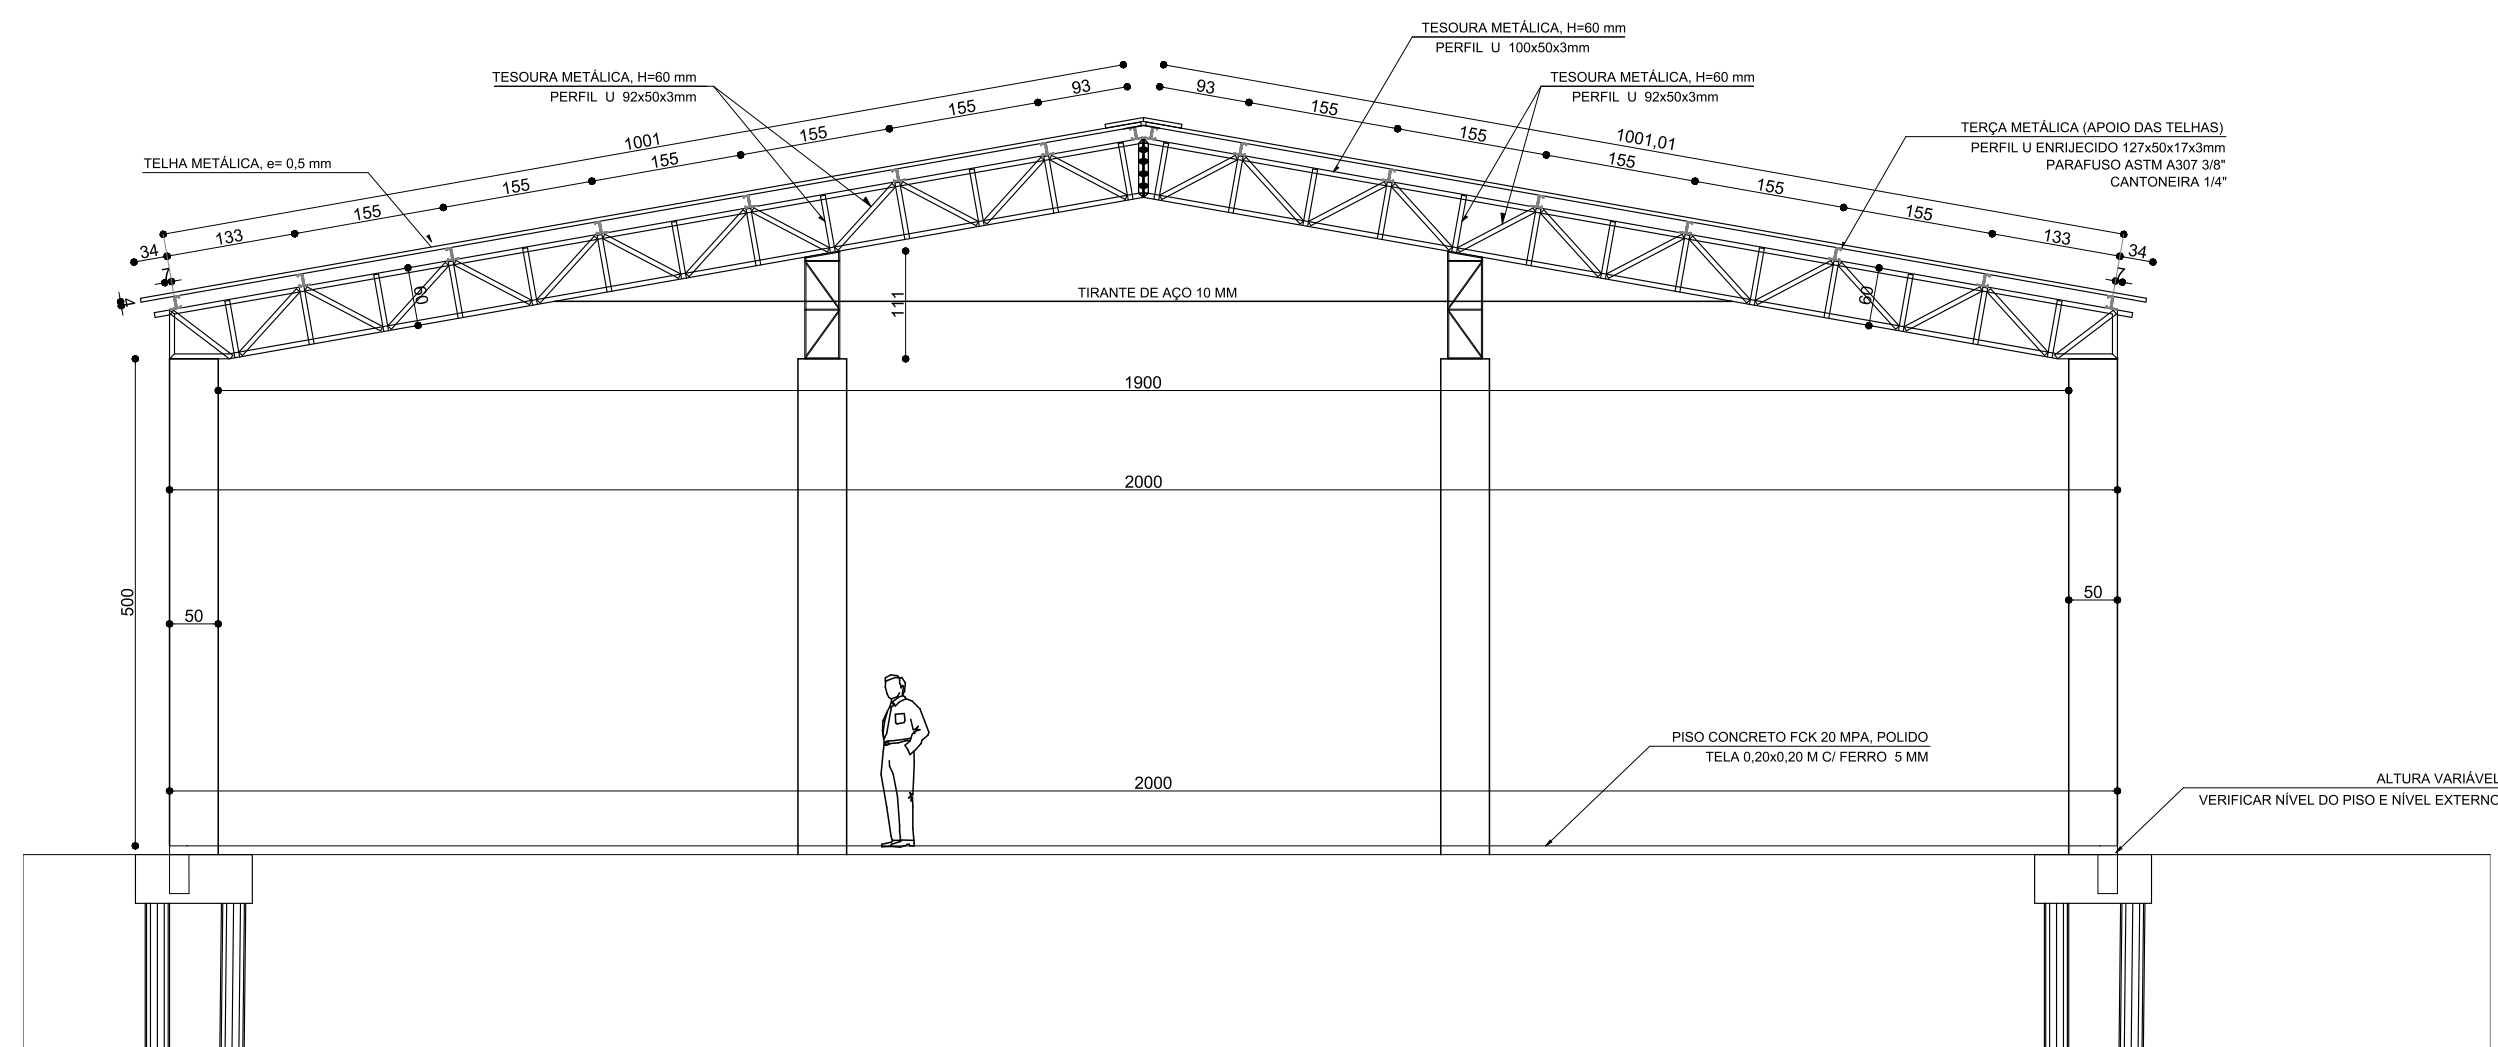 TESOURA METÁLICA, H=60 mm
PERFIL U 100x50x3mm
TESOURA METÁLICA, H=60 mm
PERFIL U 92x50x3mm
TESOURA METÁLICA, H=60 mm
PERFIL U 92x50x3mm
TERÇA METÁLICA (APOIO DAS TELHAS)
PERFIL U ENRIJECIDO 127x50x17x3mm
PARAFUSO ASTM A307 3/8"
CANTONEIRA 1/4"
TELHA METÁLICA, e= 0,5 mm
1001
1001,01
34
133
155
155
155
155
155
93
93
155
155
155
155
155
133
34
7
7
4
60
60
111
TIRANTE DE AÇO 10 MM
1900
2000
500
50
50
PISO CONCRETO FCK 20 MPA, POLIDO
TELA 0,20x0,20 M C/ FERRO 5 MM
2000
ALTURA VARIÁVEL
VERIFICAR NÍVEL DO PISO E NÍVEL EXTERNO